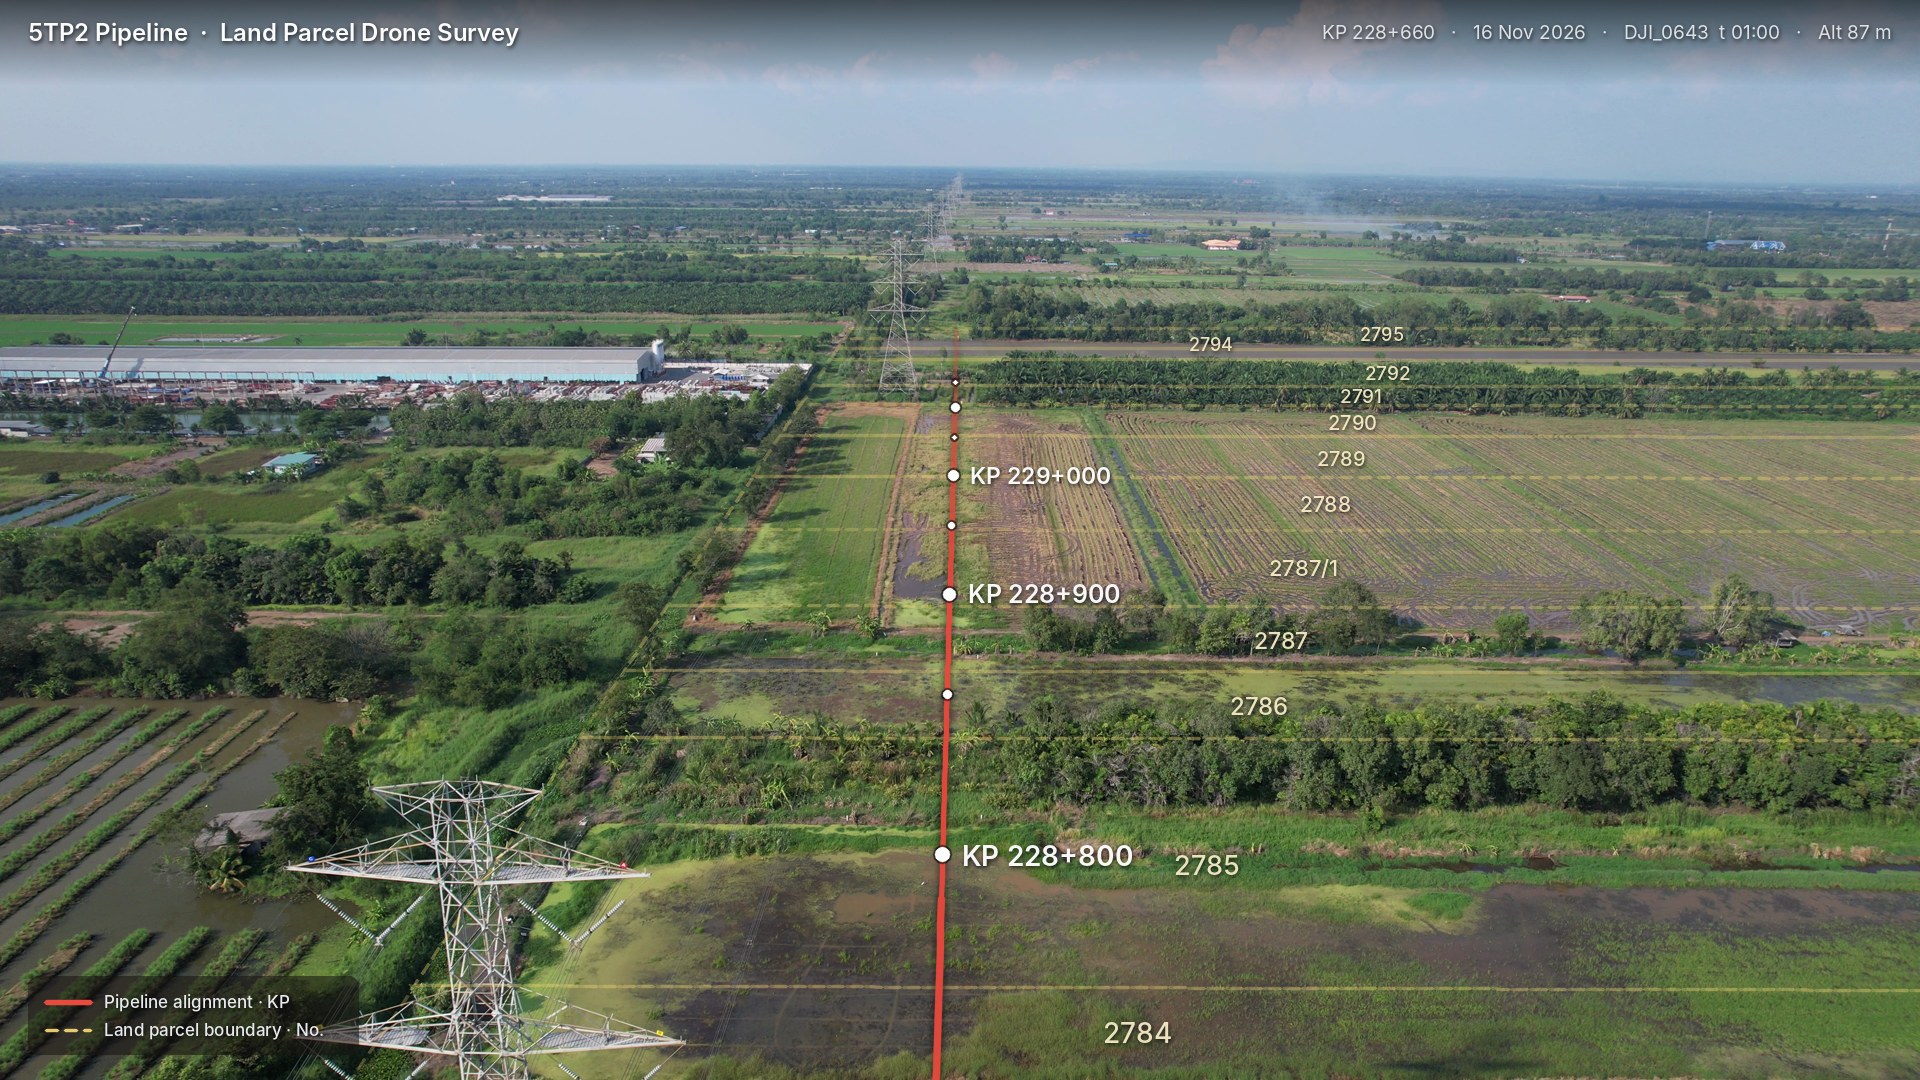 5TP2 Pipeline · Land Parcel Drone Survey
KP 228+660 · 16 Nov 2026 · DJI_0643 t 01:00 · Alt 87 m
2795
2794
2792
2791
2790
2789
KP 229+000
2788
2787/1
KP 228+900
2787
2786
KP 228+800
2785
Pipeline alignment · KP
Land parcel boundary · No.
2784